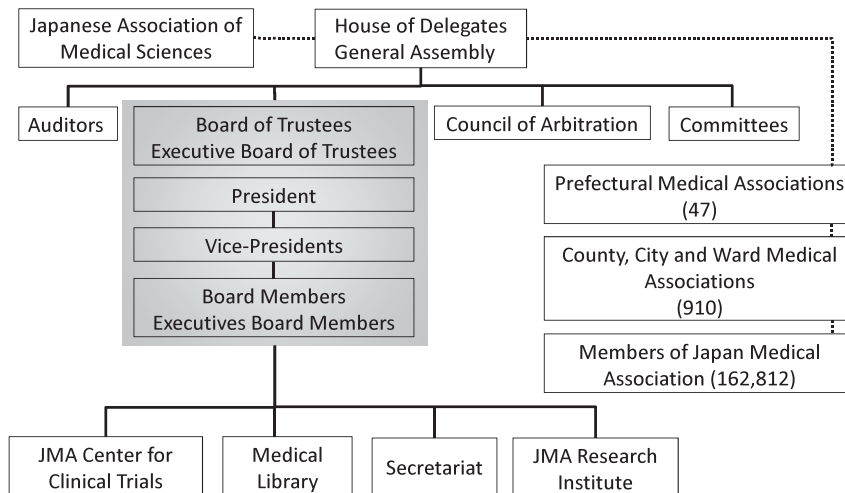 Japanese Association of
Medical Sciences
House of Delegates
General Assembly
Auditors
Board of Trustees
Executive Board of Trustees
Council of Arbitration
Committees
President
Vice-Presidents
Board Members
Executives Board Members
Prefectural Medical Associations
(47)
County, City and Ward Medical
Associations
(910)
Members of Japan Medical
Association (162,812)
JMA Center for
Clinical Trials
Medical
Library
Secretariat
JMA Research
Institute